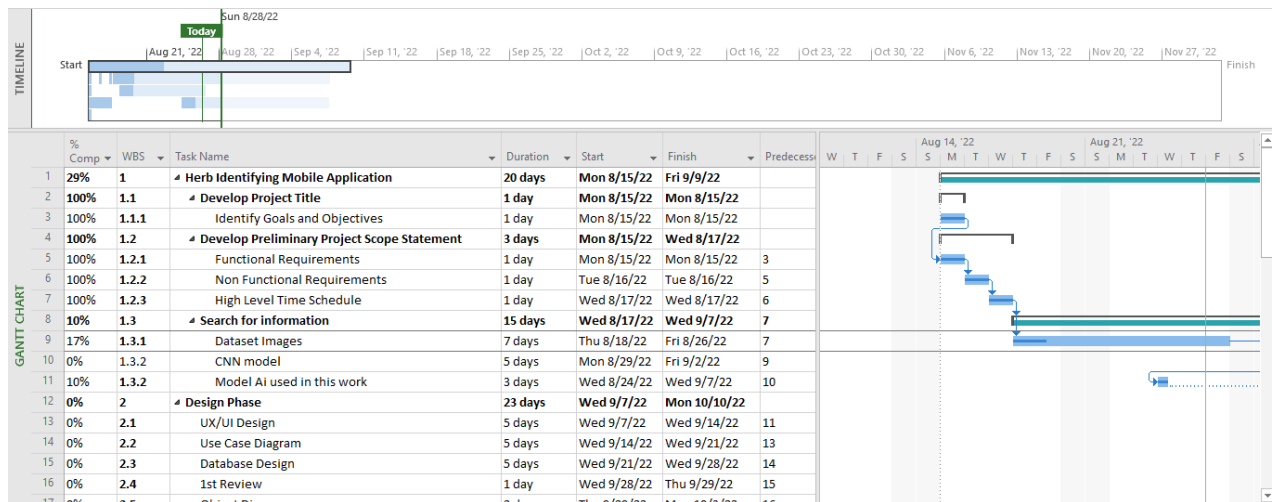 Sun 8/28/22
Today
Aug 21, '22 Aug 28, '22 Sep 4, '22 Sep 11, '22 Sep 18, '22 Sep 25, '22 Oct 2, '22 Oct 9, '22 Oct 16, '22 Oct 23, '22 Oct 30, '22 Nov 6, '22 Nov 13, '22 Nov 20, '22 Nov 27, '22
Start
Finish
TIMELINE
% Aug 14, '22 Aug 21, '22
Comp WBS Task Name Duration Start Finish Predecess W T F S S M T W T F S S M T W T F S
1 29% 1 Herb Identifying Mobile Application 20 days Mon 8/15/22 Fri 9/9/22
2 100% 1.1 Develop Project Title 1 day Mon 8/15/22 Mon 8/15/22
3 100% 1.1.1 Identify Goals and Objectives 1 day Mon 8/15/22 Mon 8/15/22
4 100% 1.2 Develop Preliminary Project Scope Statement 3 days Mon 8/15/22 Wed 8/17/22
5 100% 1.2.1 Functional Requirements 1 day Mon 8/15/22 Mon 8/15/22 3
6 100% 1.2.2 Non Functional Requirements 1 day Tue 8/16/22 Tue 8/16/22 5
7 100% 1.2.3 High Level Time Schedule 1 day Wed 8/17/22 Wed 8/17/22 6
8 10% 1.3 Search for information 15 days Wed 8/17/22 Wed 9/7/22 7
9 17% 1.3.1 Dataset Images 7 days Thu 8/18/22 Fri 8/26/22 7
10 0% 1.3.2 CNN model 5 days Mon 8/29/22 Fri 9/2/22 9
11 10% 1.3.2 Model Ai used in this work 3 days Wed 8/24/22 Wed 9/7/22 10
12 0% 2 Design Phase 23 days Wed 9/7/22 Mon 10/10/22
13 0% 2.1 UX/UI Design 5 days Wed 9/7/22 Wed 9/14/22 11
14 0% 2.2 Use Case Diagram 5 days Wed 9/14/22 Wed 9/21/22 13
15 0% 2.3 Database Design 5 days Wed 9/21/22 Wed 9/28/22 14
16 0% 2.4 1st Review 1 day Wed 9/28/22 Thu 9/29/22 15
GANTT CHART